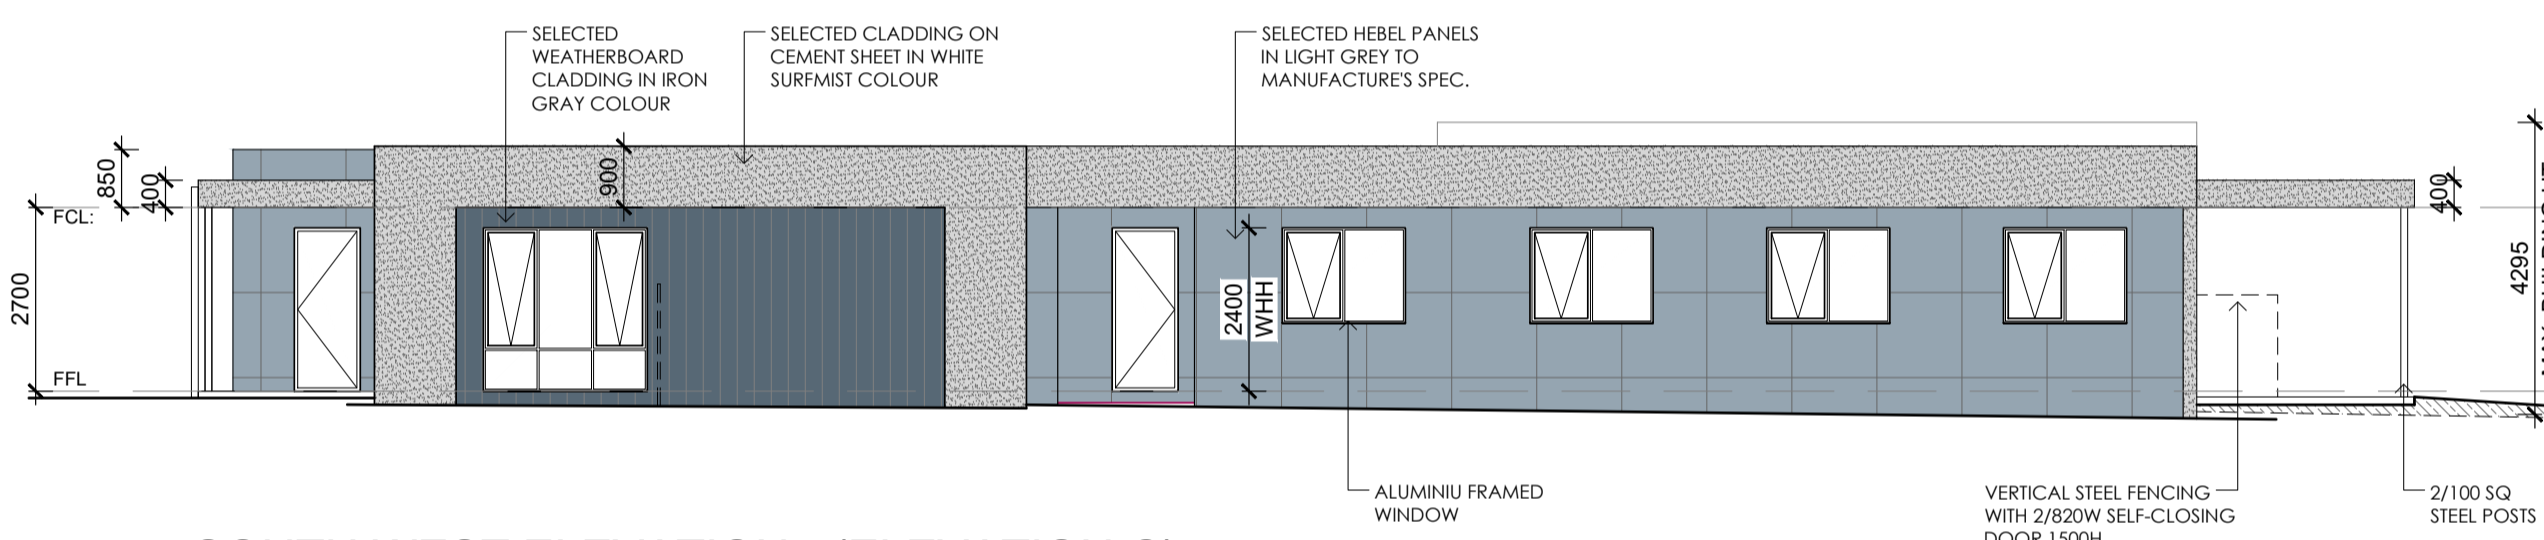 SELECTED
WEATHERBOARD
CLADDING IN IRON
GRAY COLOUR
SELECTED CLADDING ON
CEMENT SHEET IN WHITE
SURFMIST COLOUR
SELECTED HEBEL PANELS
IN LIGHT GREY TO
MANUFACTURE'S SPEC.
850
400
900
FCL:
2700
FFL
2400
WHH
400
4295
ALUMINIU FRAMED
WINDOW
VERTICAL STEEL FENCING
WITH 2/820W SELF-CLOSING
DOOR 1500H
2/100 SQ
STEEL POSTS